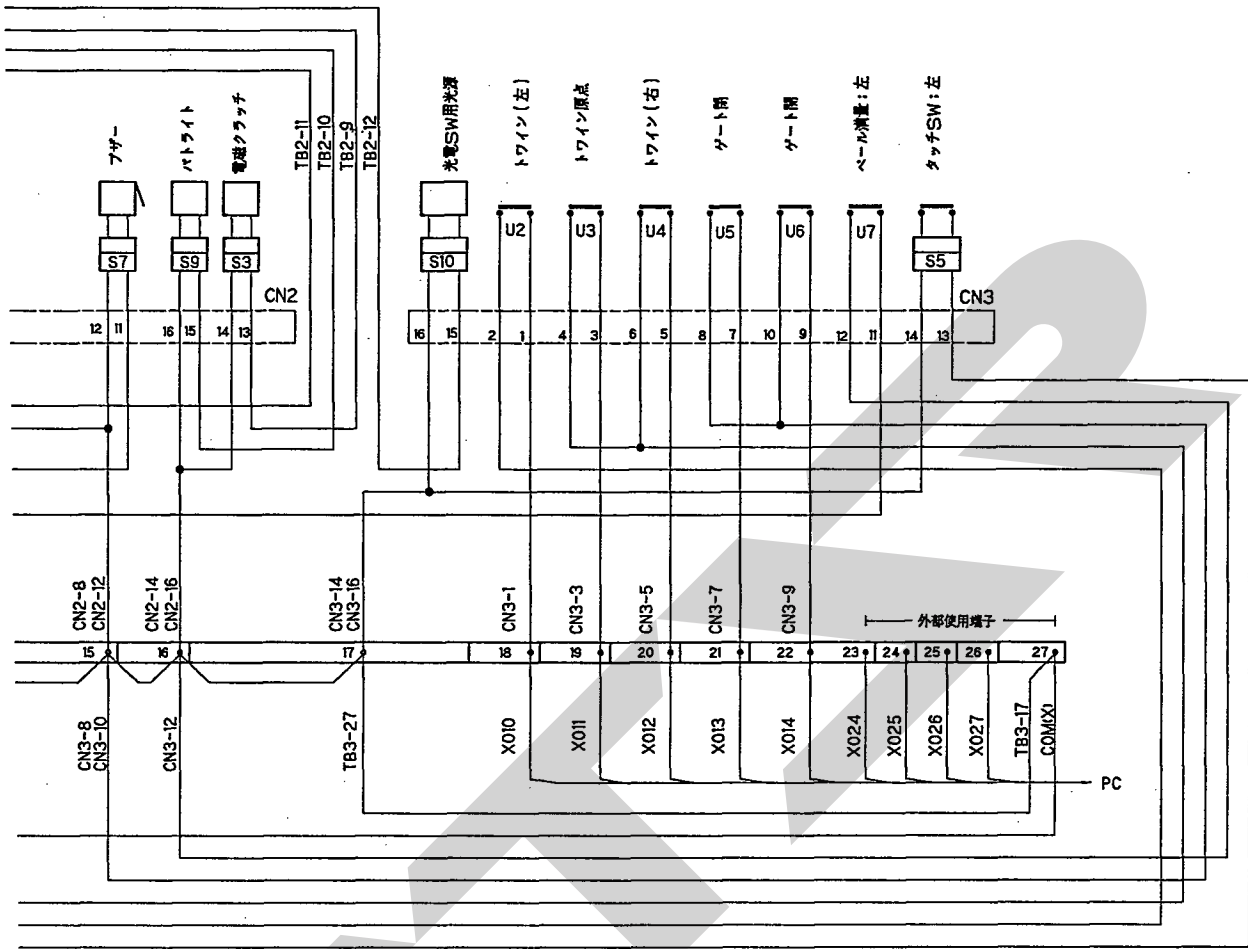 ブザー
パトライト
電磁クラッチ
TB2-11
TB2-10
TB2-9
TB2-12
光電SW用光源
トワイン(左)
トワイン原点
トワイン(右)
ゲート開
ゲート閉
ベール満量;左
タッチSW;左
S7
S9
S3
S10
U2
U3
U4
U5
U6
U7
S5
CN2
CN3
12 11 16 15 14 13
16 15 2 1 4 3 6 5 8 7 10 9 12 11 14 13
CN2-8
CN2-12
CN2-14
CN2-16
CN3-14
CN3-16
CN3-1
CN3-3
CN3-5
CN3-7
CN3-9
外部使用端子
15 16 17 18 19 20 21 22 23 24 25 26 27
CN3-8
CN3-10
CN3-12
TB3-27
X010
X011
X012
X013
X014
X024
X025
X026
X027
TB3-17
COM(X)
PC